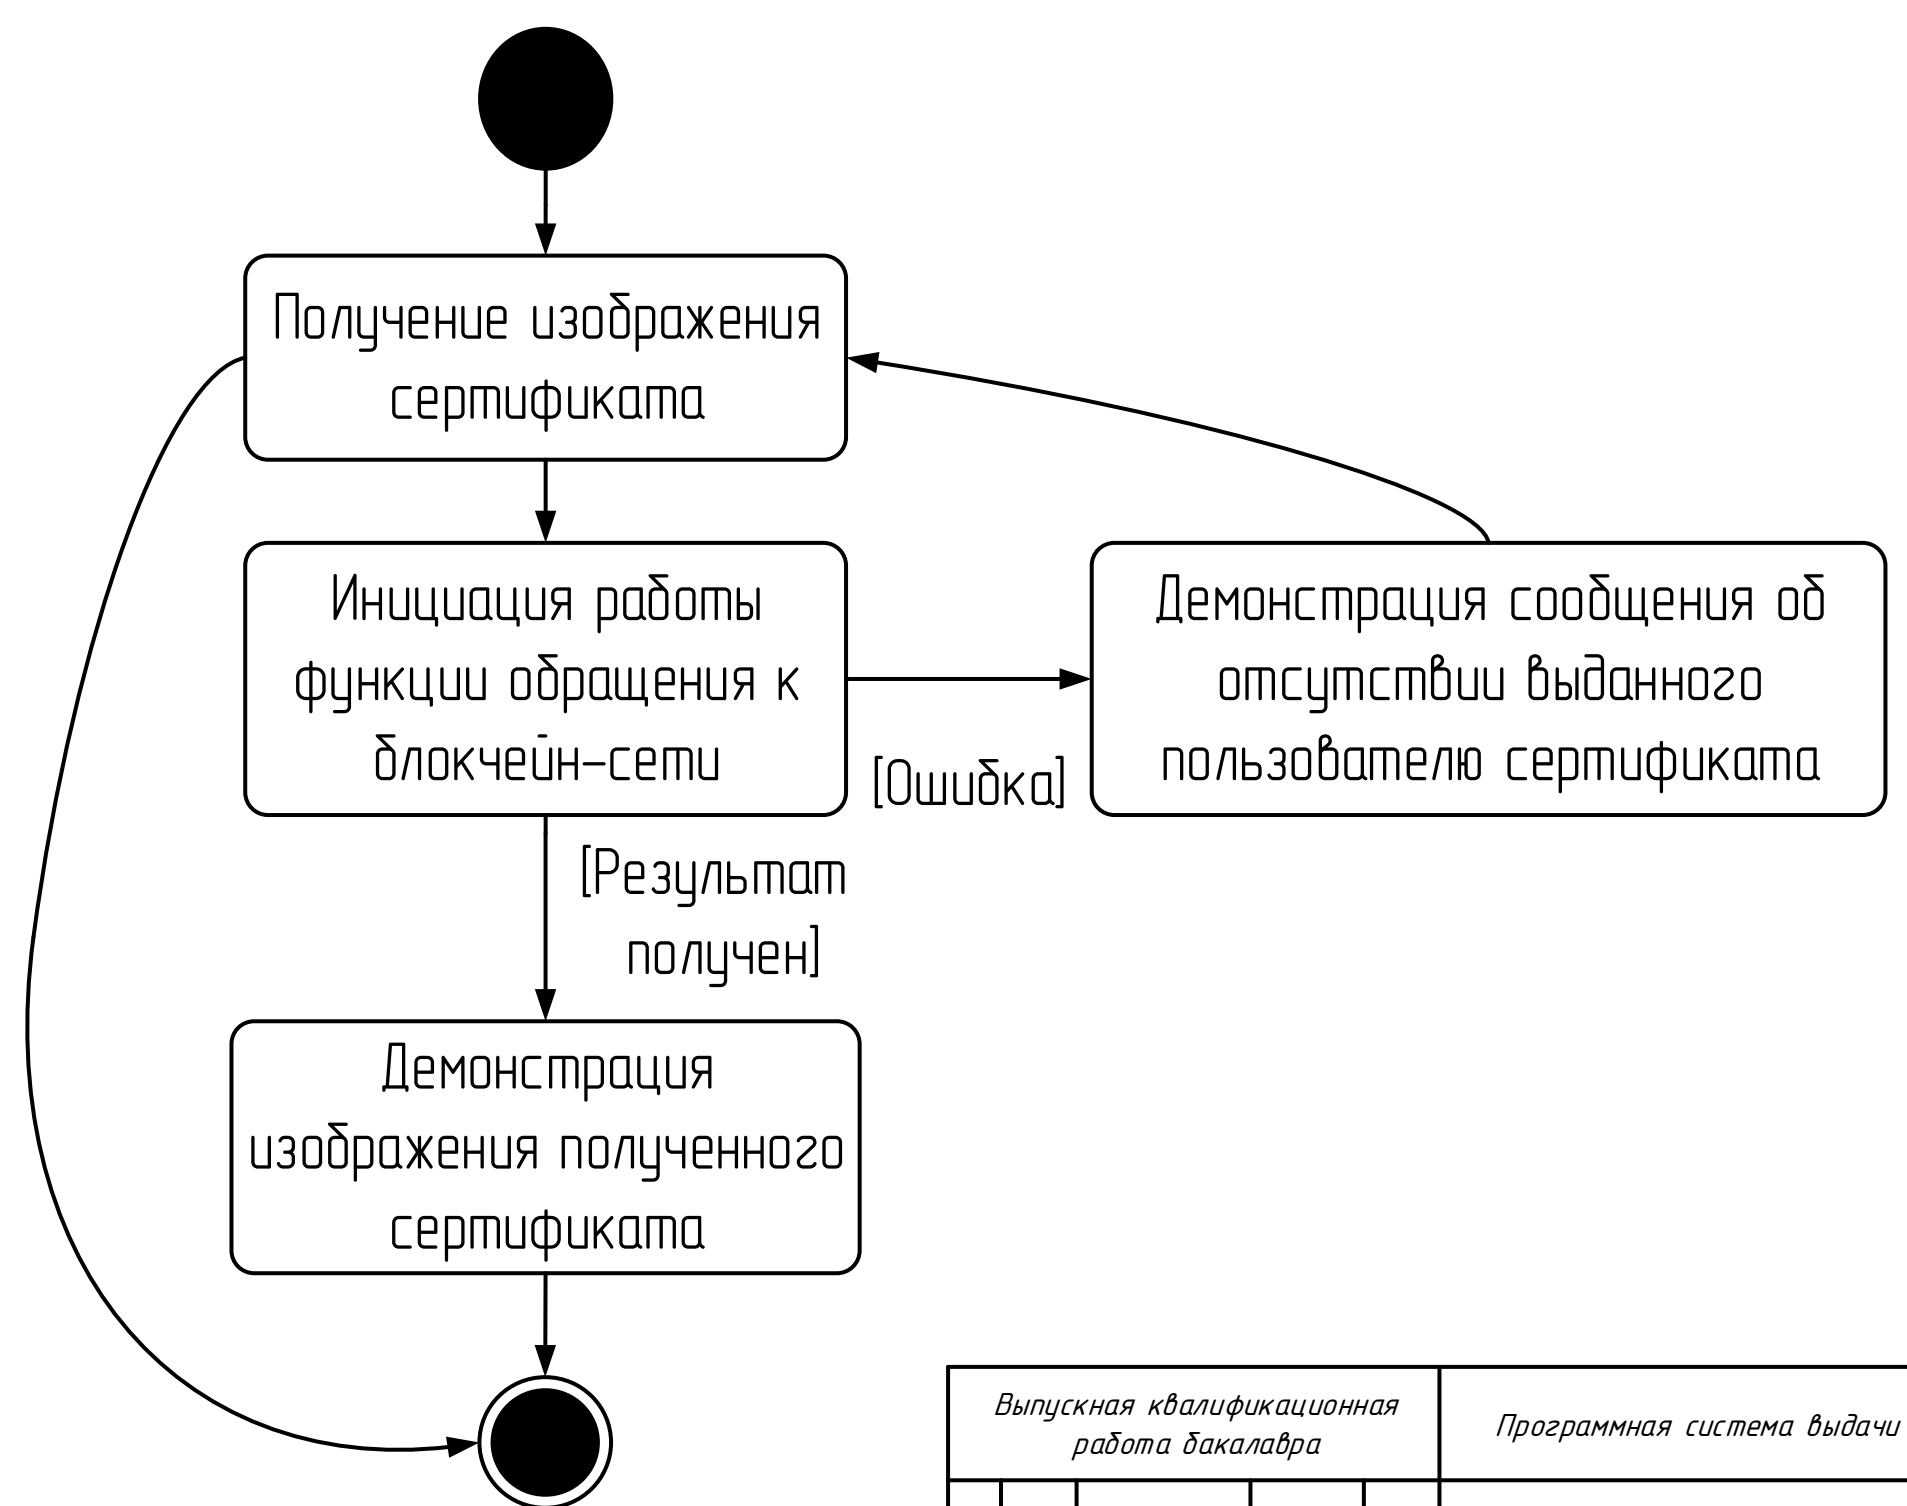 Получение изображения
сертификата
Инициация работы
функции обращения к
блокчейн-сети
Демонстрация сообщения об
отсутствии выданного
пользователю сертификата
[Ошибка]
[Результат
получен]
Демонстрация
изображения полученного
сертификата
Выпускная квалификационная
работа бакалавра
Программная система выдачи